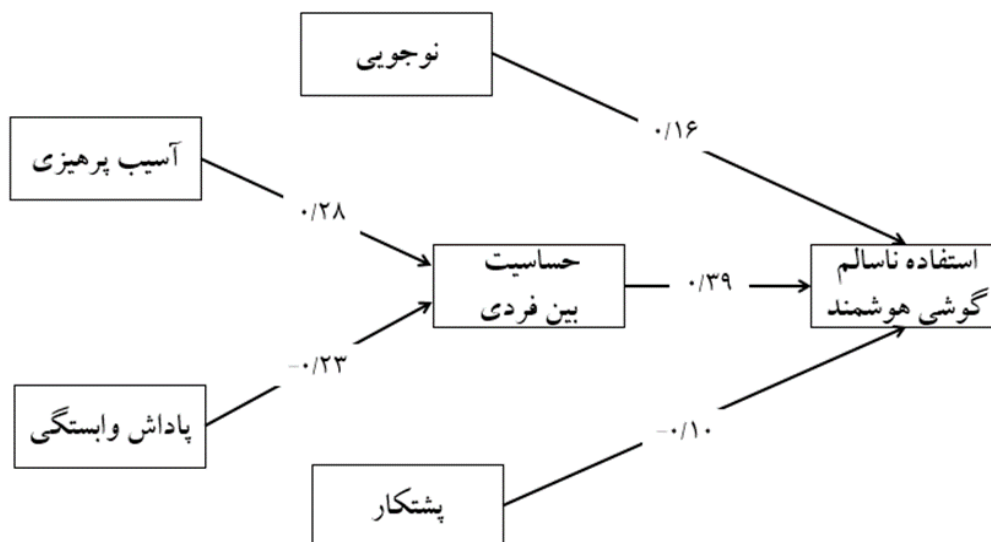 نوجویی
۰/۱۶
آسیب پرهیزی
۰/۲۸
حساسیت
بین فردی
۰/۳۹
استفاده ناسالم
گوشی هوشمند
-۰/۲۳
پاداش وابستگی
-۰/۱۰
پشتکار